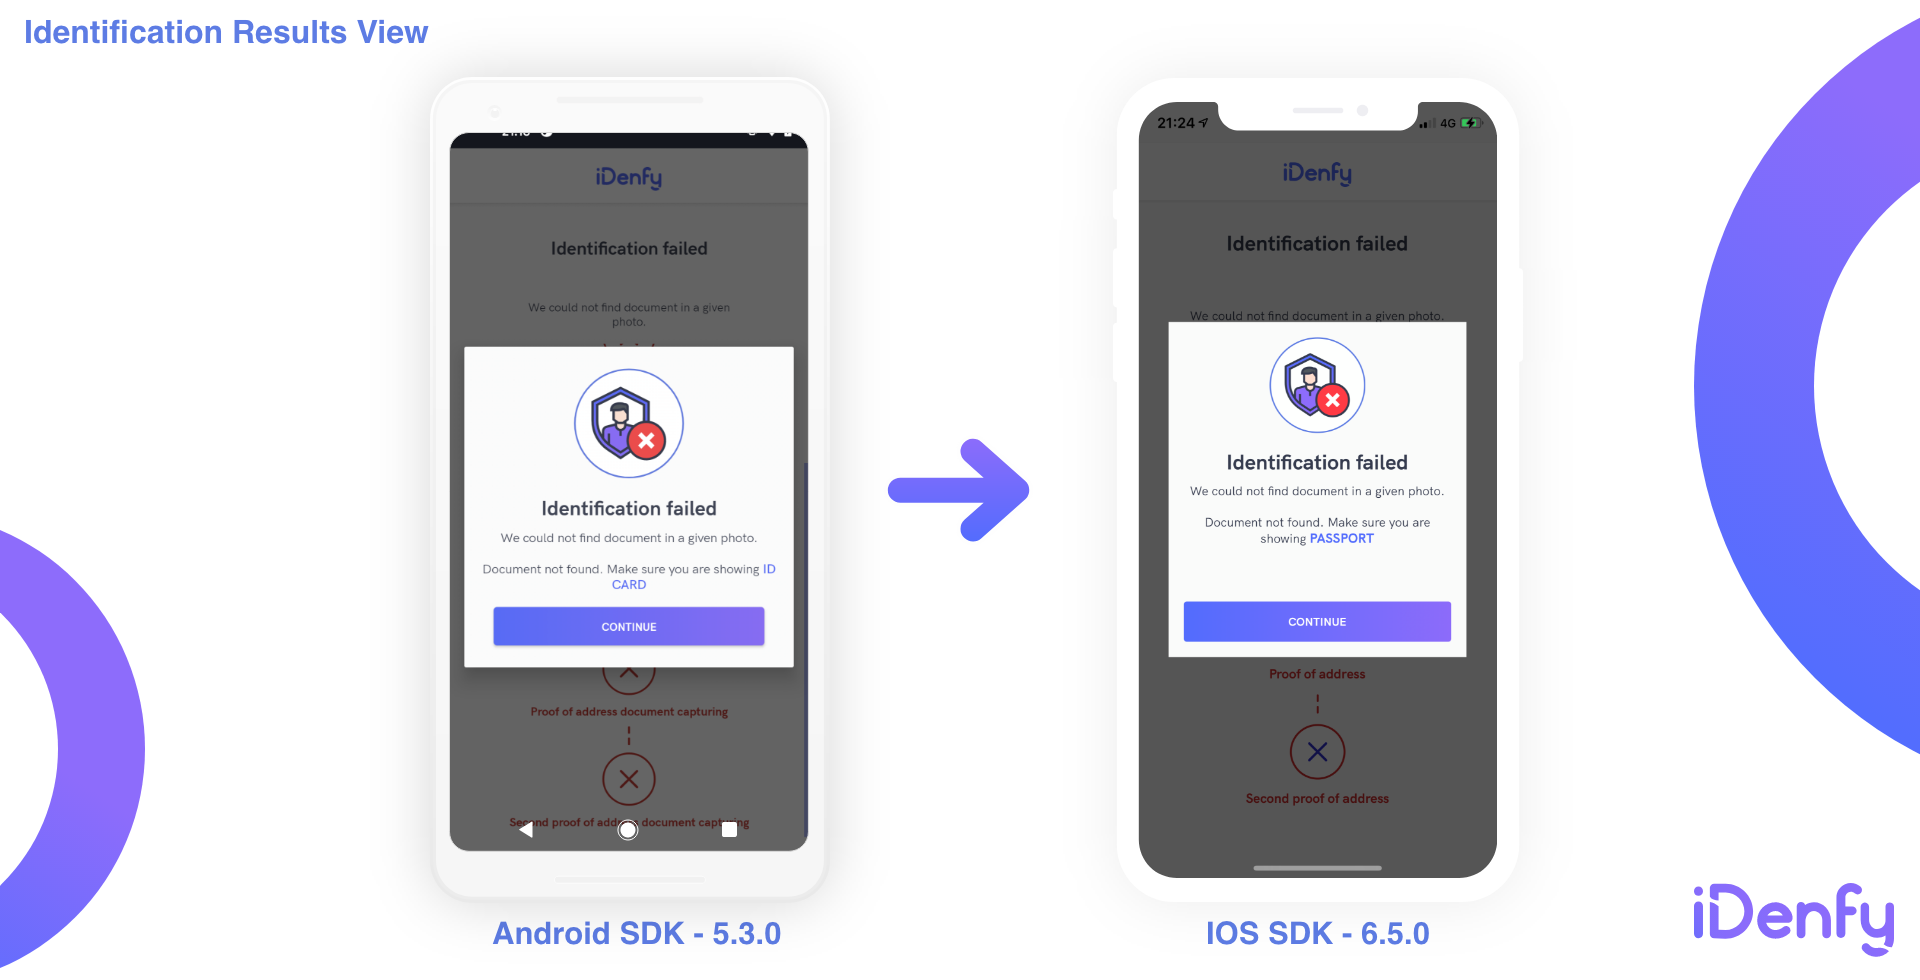 Identification Results View
iDenfy
Identification failed
We could not find document in a given
photo.
Identification failed
We could not find document in a given photo.
Document not found. Make sure you are showing ID
CARD
CONTINUE
Proof of address document capturing
Second proof of address document capturing
Android SDK - 5.3.0
21:24
4G
iDenfy
Identification failed
We could not find document in a given photo.
Identification failed
We could not find document in a given photo.
Document not found. Make sure you are
showing PASSPORT
CONTINUE
Proof of address
Second proof of address
IOS SDK - 6.5.0
iDenfy